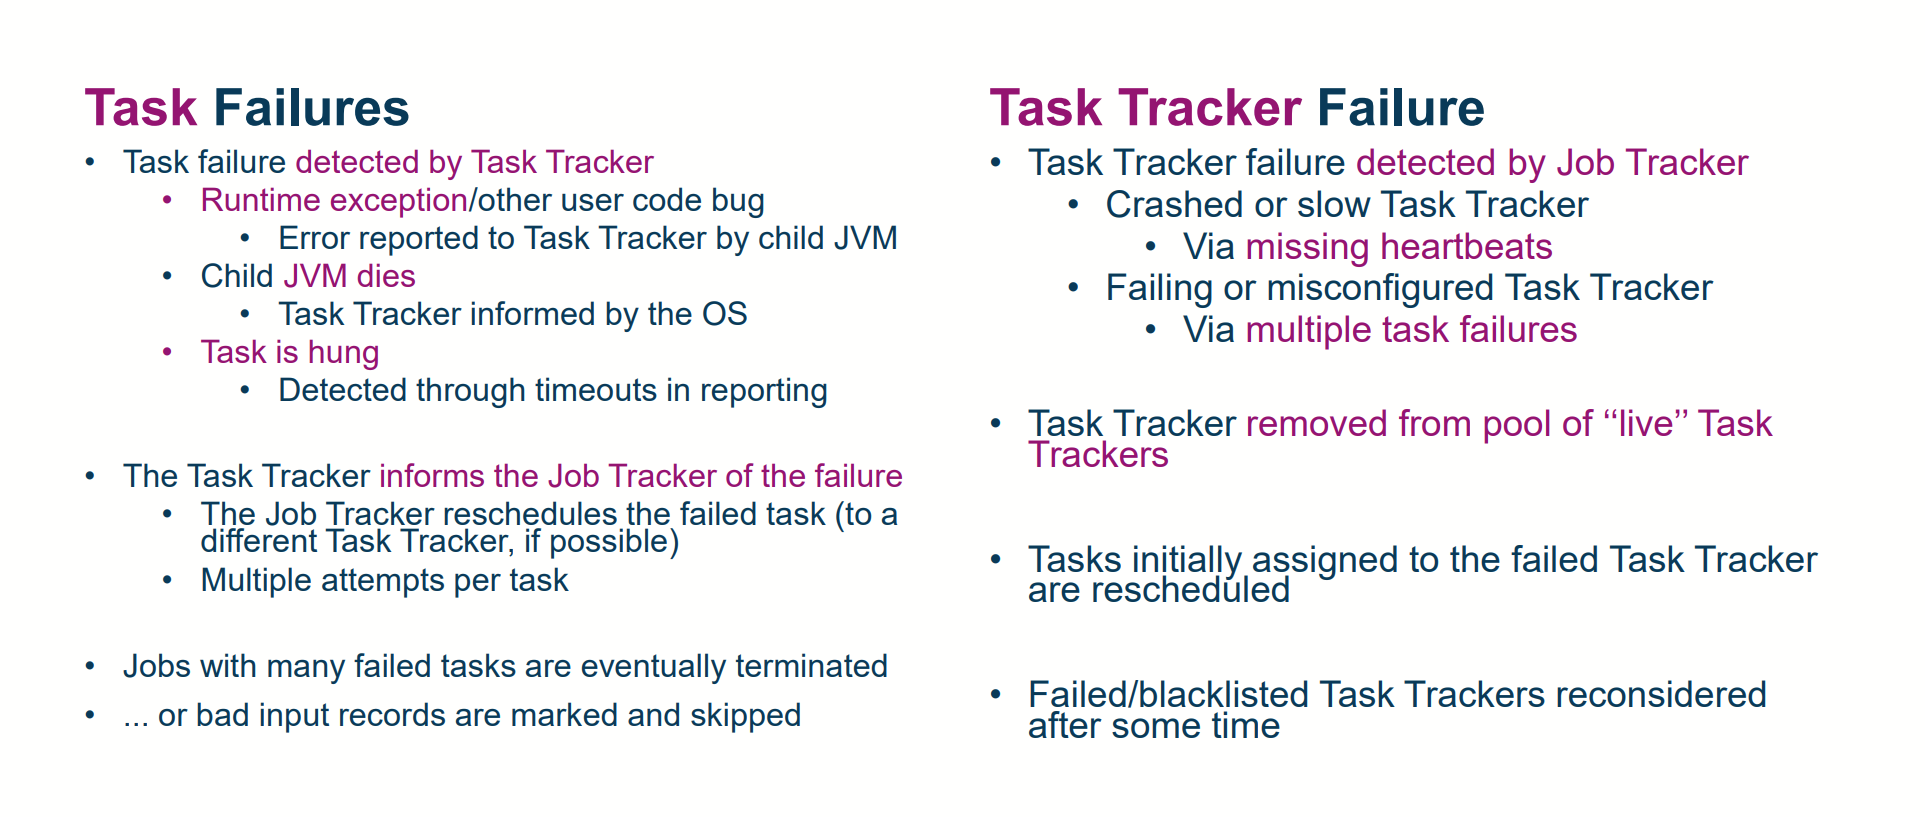 Task Failures
• Task failure detected by Task Tracker
• Runtime exception/other user code bug
• Error reported to Task Tracker by child JVM
• Child JVM dies
• Task Tracker informed by the OS
• Task is hung
• Detected through timeouts in reporting
• The Task Tracker informs the Job Tracker of the failure
• The Job Tracker reschedules the failed task (to a
different Task Tracker, if possible)
• Multiple attempts per task
• Jobs with many failed tasks are eventually terminated
• ... or bad input records are marked and skipped
Task Tracker Failure
• Task Tracker failure detected by Job Tracker
• Crashed or slow Task Tracker
• Via missing heartbeats
• Failing or misconfigured Task Tracker
• Via multiple task failures
• Task Tracker removed from pool of ‘‘live’’ Task
Trackers
• Tasks initially assigned to the failed Task Tracker
are rescheduled
• Failed/blacklisted Task Trackers reconsidered
after some time